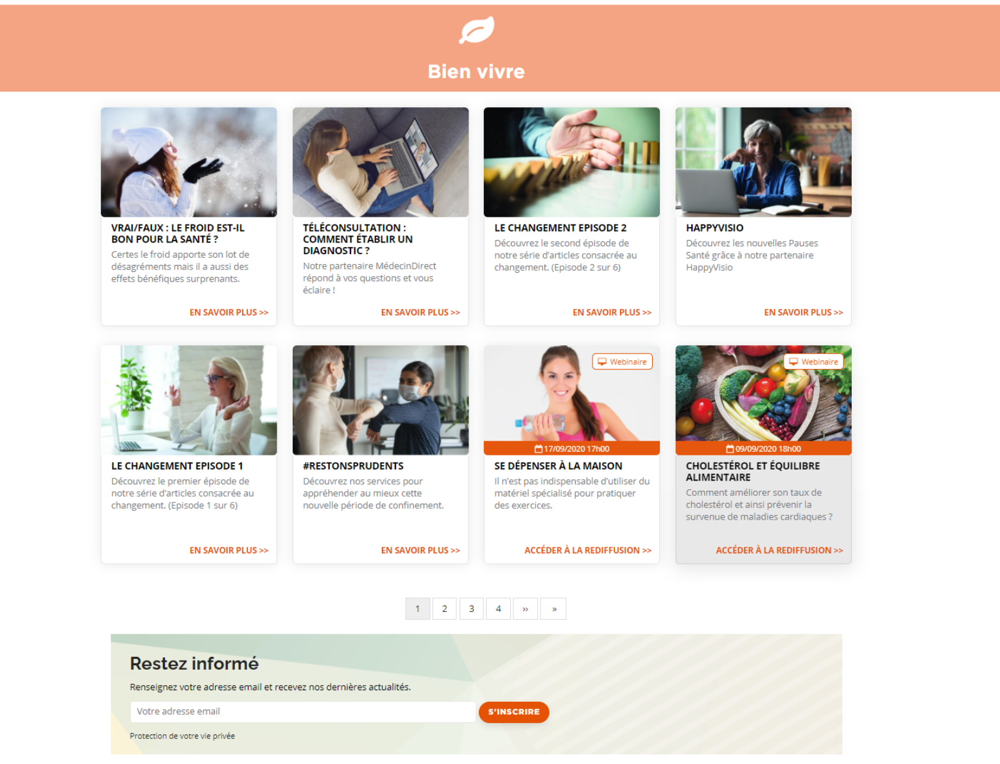 Bien vivre
VRAI/FAUX : LE FROID EST-IL
BON POUR LA SANTÉ ?
Certes le froid apporte son lot de
désagréments mais il a aussi des
effets bénéfiques surprenants.
EN SAVOIR PLUS >>
TÉLÉCONSULTATION :
COMMENT ÉTABLIR UN
DIAGNOSTIC ?
Notre partenaire MédecinDirect
répond à vos questions et vous
éclaire !
EN SAVOIR PLUS >>
LE CHANGEMENT EPISODE 2
Découvrez le second épisode de
notre série d'articles consacrée au
changement. (Episode 2 sur 6)
EN SAVOIR PLUS >>
HAPPYVISIO
Découvrez les nouvelles Pauses
Santé grâce à notre partenaire
HappyVisio
EN SAVOIR PLUS >>
LE CHANGEMENT EPISODE 1
Découvrez le premier épisode de
notre série d'articles consacrée au
changement. (Episode 1 sur 6)
EN SAVOIR PLUS >>
#RESTONSPRUDENTS
Découvrez nos services pour
appréhender au mieux cette
nouvelle période de confinement.
EN SAVOIR PLUS >>
Webinaire
17/09/2020 17h00
SE DÉPENSER À LA MAISON
Il n'est pas indispensable d'utiliser du
matériel spécialisé pour pratiquer
des exercices.
ACCÉDER À LA REDIFFUSION >>
Webinaire
09/09/2020 18h00
CHOLESTÉROL ET ÉQUILIBRE
ALIMENTAIRE
Comment améliorer son taux de
cholestérol et ainsi prévenir la
survenue de maladies cardiaques ?
ACCÉDER À LA REDIFFUSION >>
1 2 3 4 ›› »
Restez informé
Renseignez votre adresse email et recevez nos dernières actualités.
Votre adresse email
S'INSCRIRE
Protection de votre vie privée